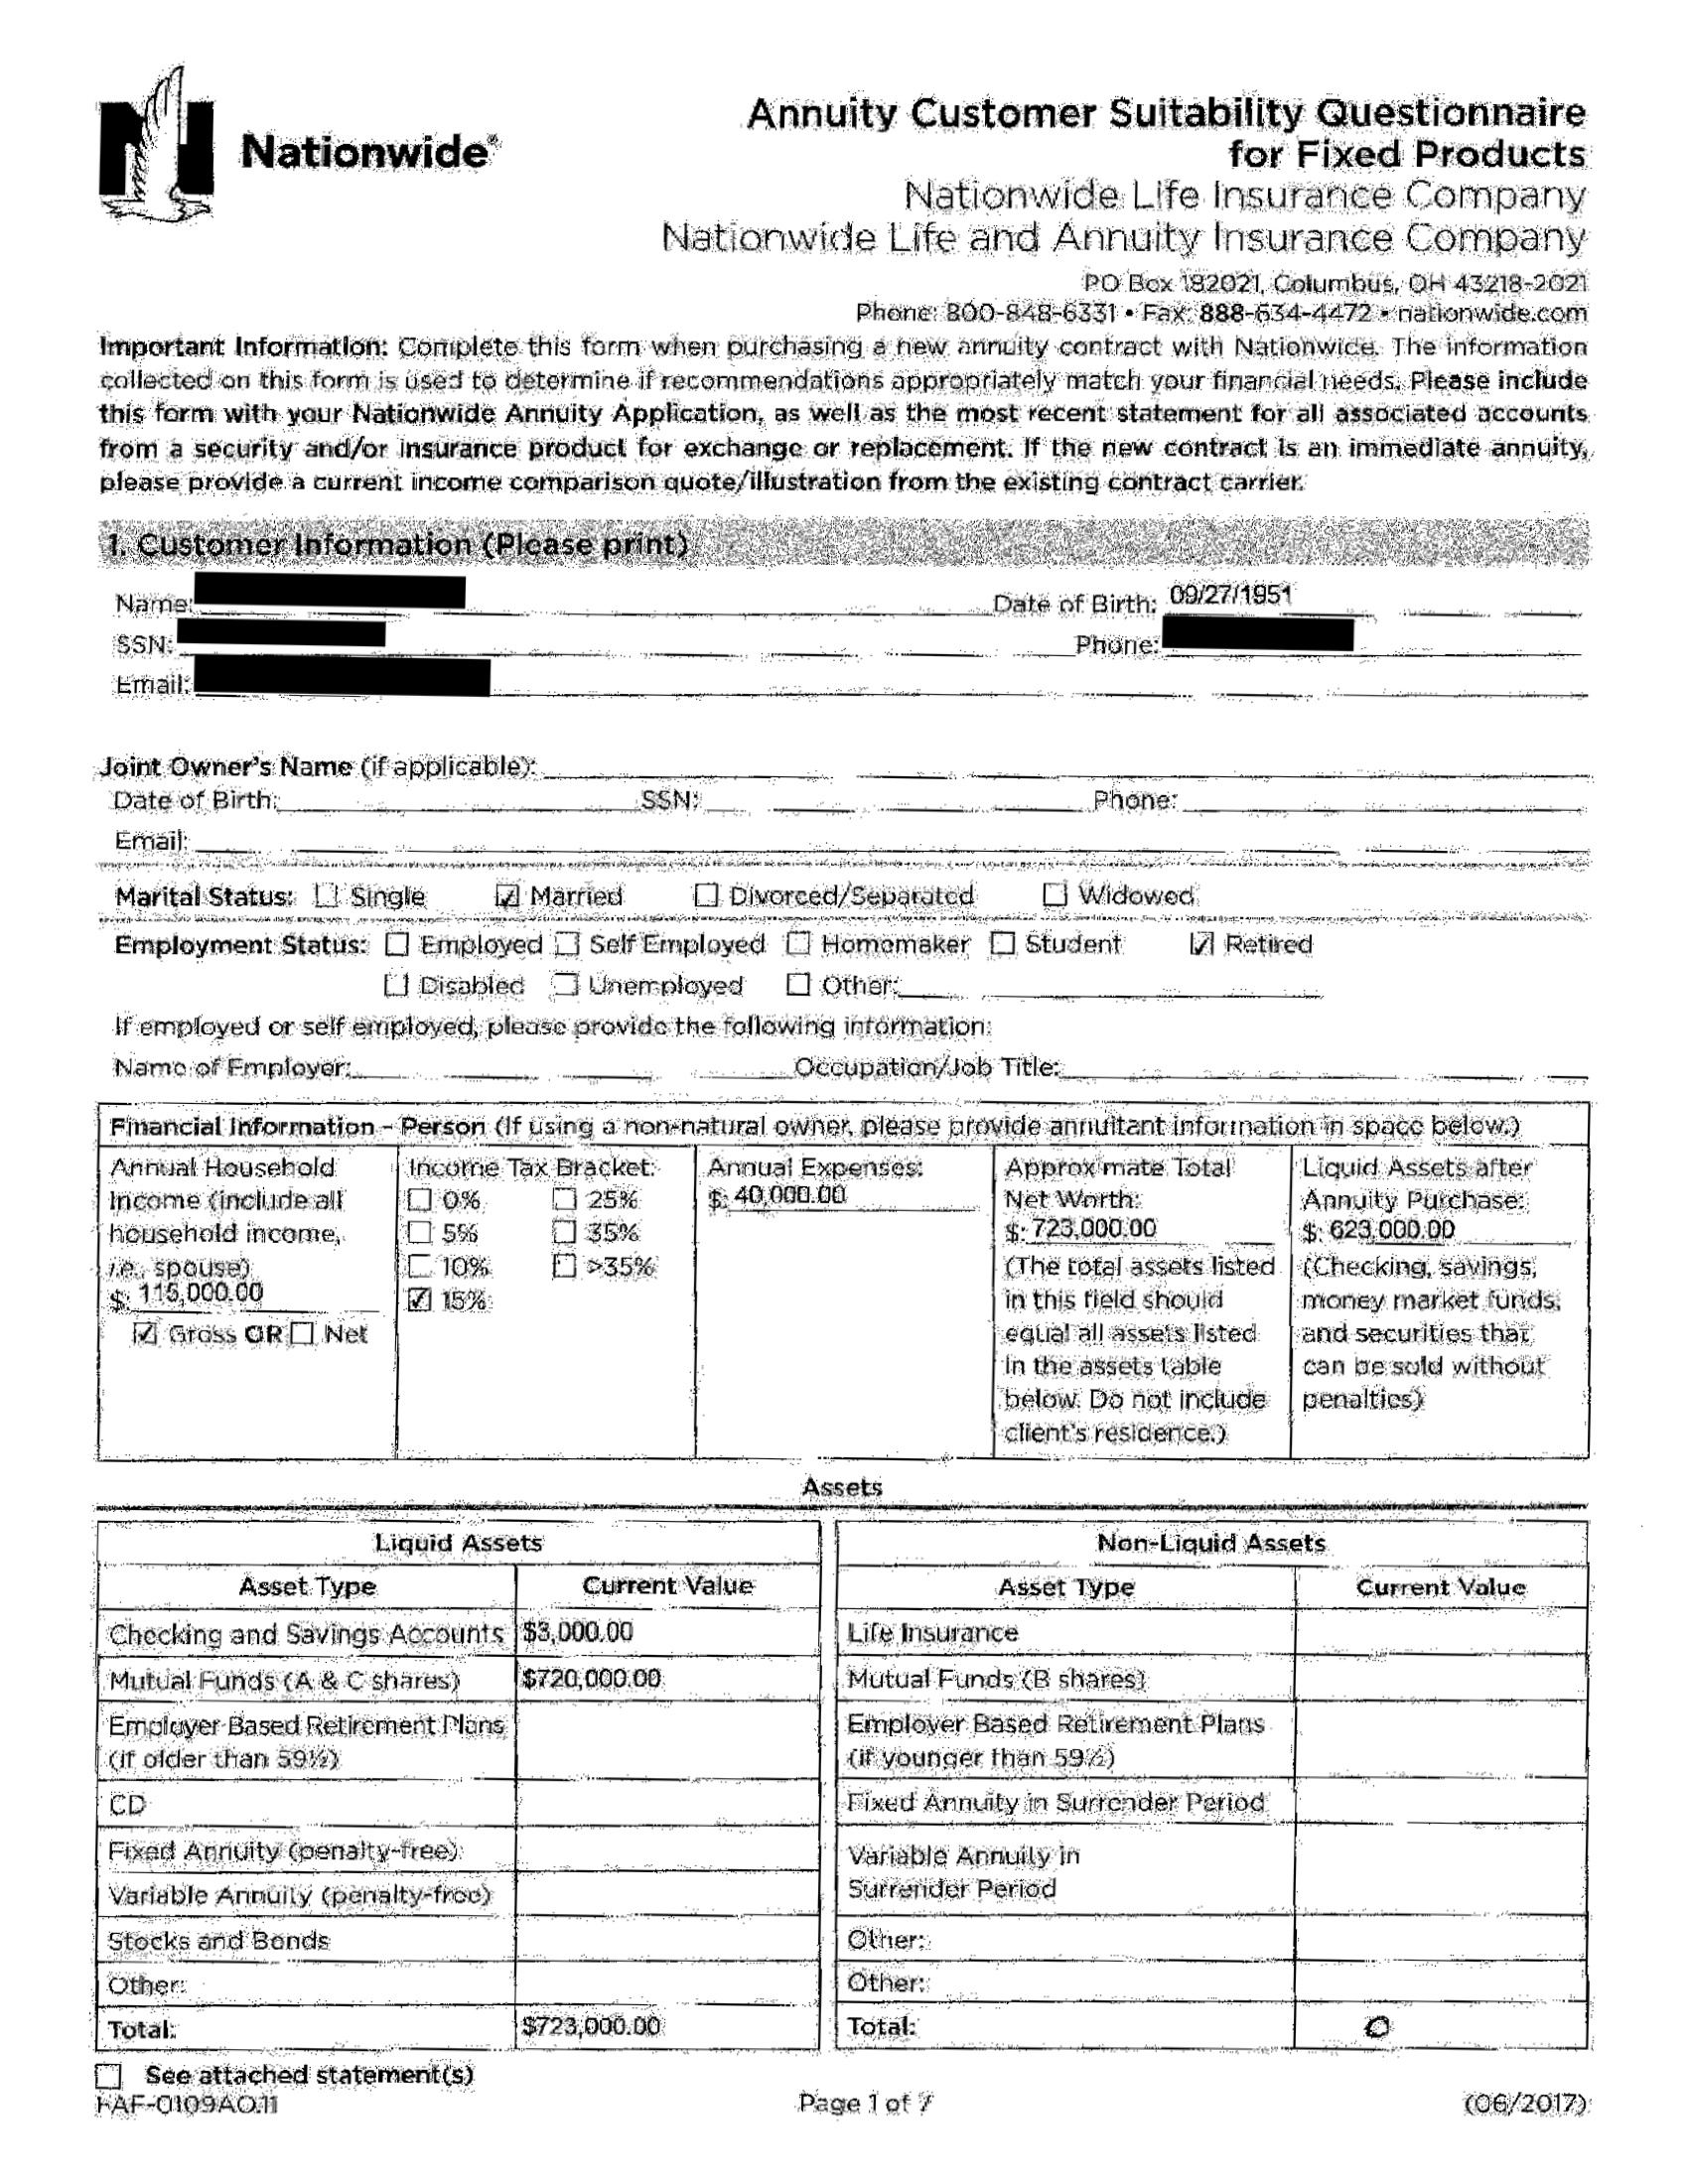 Nationwide®
Annuity Customer Suitability Questionnaire
for Fixed Products
Nationwide Life Insurance Company
Nationwide Life and Annuity Insurance Company
PO Box 182021, Columbus, OH 43218-2021
Phone: 800-848-6331 • Fax: 888-634-4472 • nationwide.com
Important Information: Complete this form when purchasing a new annuity contract with Nationwide. The information
collected on this form is used to determine if recommendations appropriately match your financial needs. Please include
this form with your Nationwide Annuity Application, as well as the most recent statement for all associated accounts
from a security and/or insurance product for exchange or replacement. If the new contract is an immediate annuity,
please provide a current income comparison quote/illustration from the existing contract carrier.
1. Customer Information (Please print)
Name: Date of Birth: 09/27/1951
SSN: Phone:
Email:
Joint Owner's Name (if applicable):
Date of Birth: SSN: Phone:
Email:
Marital Status: ☐ Single ☑ Married ☐ Divorced/Separated ☐ Widowed
Employment Status: ☐ Employed ☐ Self Employed ☐ Homemaker ☐ Student ☑ Retired
☐ Disabled ☐ Unemployed ☐ Other:
If employed or self employed, please provide the following information:
Name of Employer: Occupation/Job Title:
Financial Information - Person (If using a non-natural owner, please provide annuitant information in space below.)
Annual Household
Income (include all
household income,
i.e., spouse)
$: 115,000.00
☑ Gross OR ☐ Net
Income Tax Bracket:
☐ 0% ☐ 25%
☐ 5% ☐ 35%
☐ 10% ☐ >35%
☑ 15%
Annual Expenses:
$: 40,000.00
Approximate Total
Net Worth:
$: 723,000.00
(The total assets listed
in this field should
equal all assets listed
in the assets table
below. Do not include
client's residence.)
Liquid Assets after
Annuity Purchase:
$: 623,000.00
(Checking, savings,
money market funds,
and securities that
can be sold without
penalties)
Assets
Liquid Assets
Asset Type Current Value
Checking and Savings Accounts $3,000.00
Mutual Funds (A & C shares) $720,000.00
Employer Based Retirement Plans
(if older than 59½)
CD
Fixed Annuity (penalty-free)
Variable Annuity (penalty-free)
Stocks and Bonds
Other:
Total: $723,000.00
Non-Liquid Assets
Asset Type Current Value
Life Insurance
Mutual Funds (B shares)
Employer Based Retirement Plans
(if younger than 59½)
Fixed Annuity in Surrender Period
Variable Annuity in
Surrender Period
Other:
Other:
Total: 0
☐ See attached statement(s)
FAF-0109AO.11 Page 1 of 7 (06/2017)